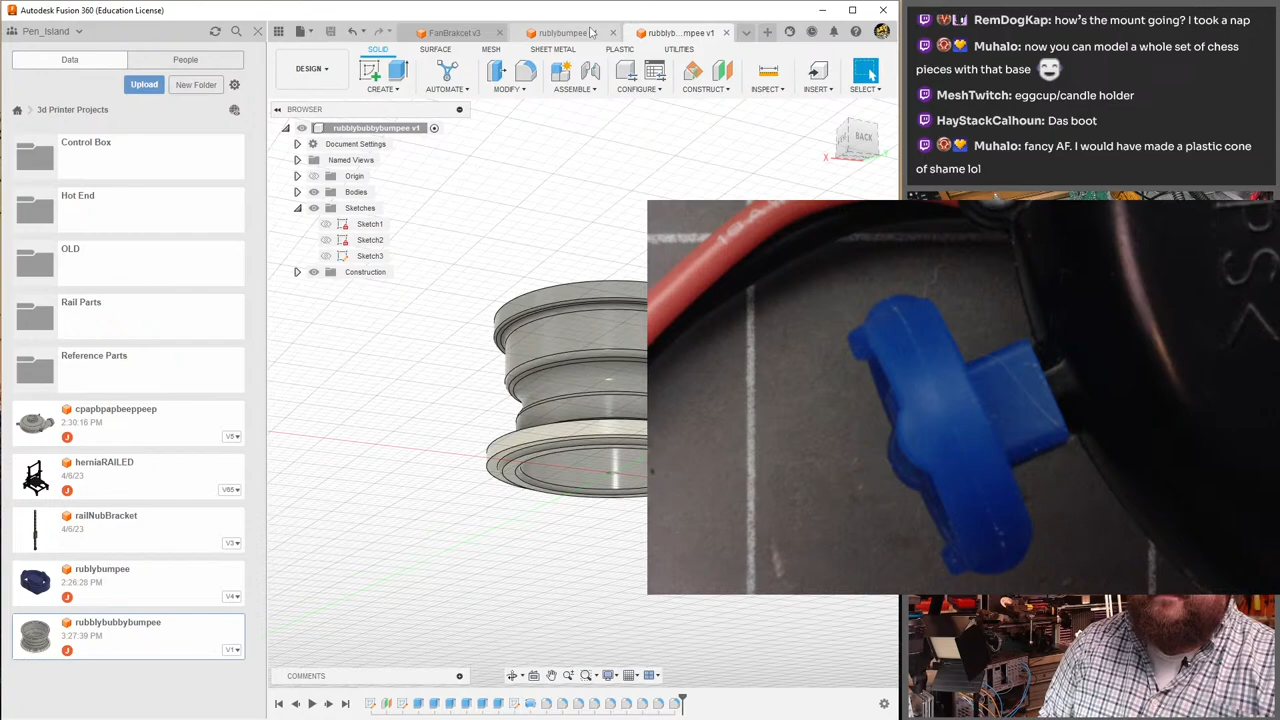 Autodesk Fusion 360 (Education License)
Pen_Island
FanBrakcet v3
rublybumpee
rubblyb...mpee v1
Data
People
SOLID
SURFACE
MESH
SHEET METAL
PLASTIC
UTILITIES
DESIGN
CREATE
AUTOMATE
MODIFY
ASSEMBLE
CONFIGURE
CONSTRUCT
INSPECT
INSERT
SELECT
Upload
New Folder
3d Printer Projects
Control Box
Hot End
OLD
Rail Parts
Reference Parts
cpapbpapbeeppeep
2:30:16 PM
V5
herniaRAILED
4/6/23
V65
railNubBracket
4/6/23
V3
rublybumpee
2:26:28 PM
V4
rubblybubbybumpee
3:27:39 PM
V1
BROWSER
rubblybubbybumpee v1
Document Settings
Named Views
Origin
Bodies
Sketches
Sketch1
Sketch2
Sketch3
Construction
BACK
X
COMMENTS
RemDogKap: how's the mount going? I took a nap
Muhalo: now you can model a whole set of chess
pieces with that base
MeshTwitch: eggcup/candle holder
HayStackCalhoun: Das boot
Muhalo: fancy AF. I would have made a plastic cone
of shame lol